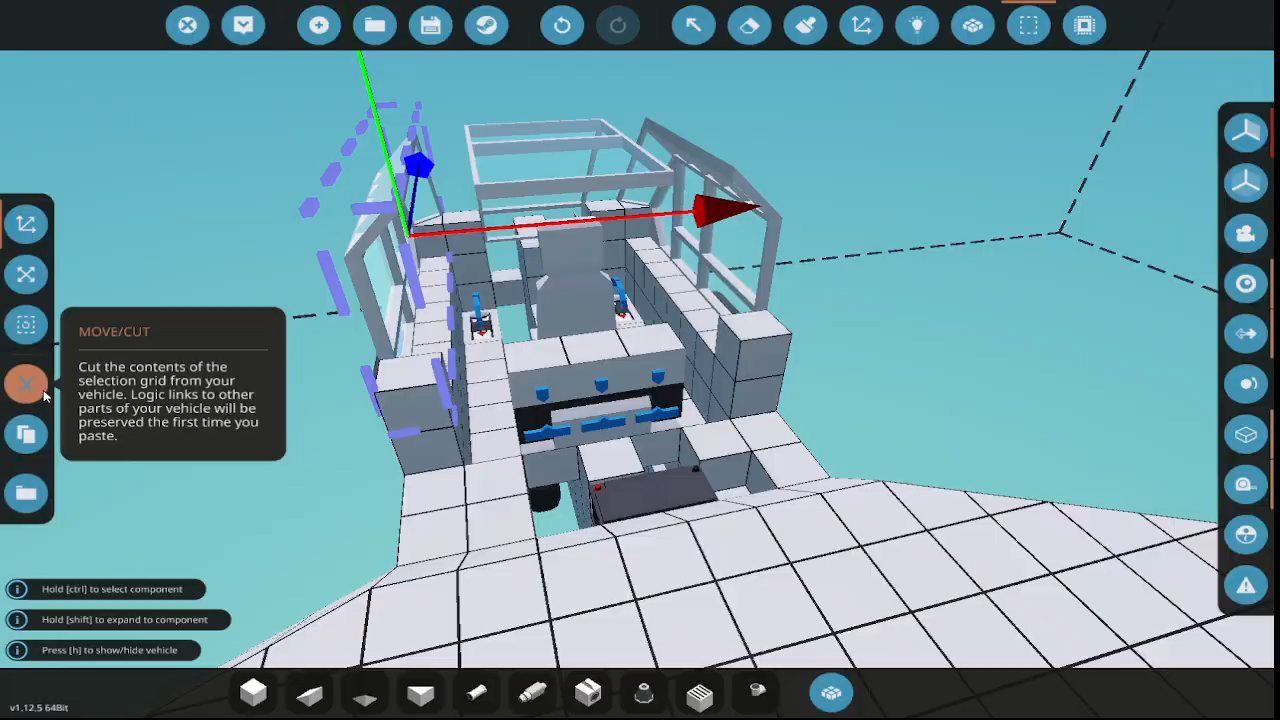 MOVE/CUT
Cut the contents of the
selection grid from your
vehicle. Logic links to other
parts of your vehicle will be
preserved the first time you
paste.
Hold [ctrl] to select component
Hold [shift] to expand to component
Press [h] to show/hide vehicle
v1.12.5 64Bit